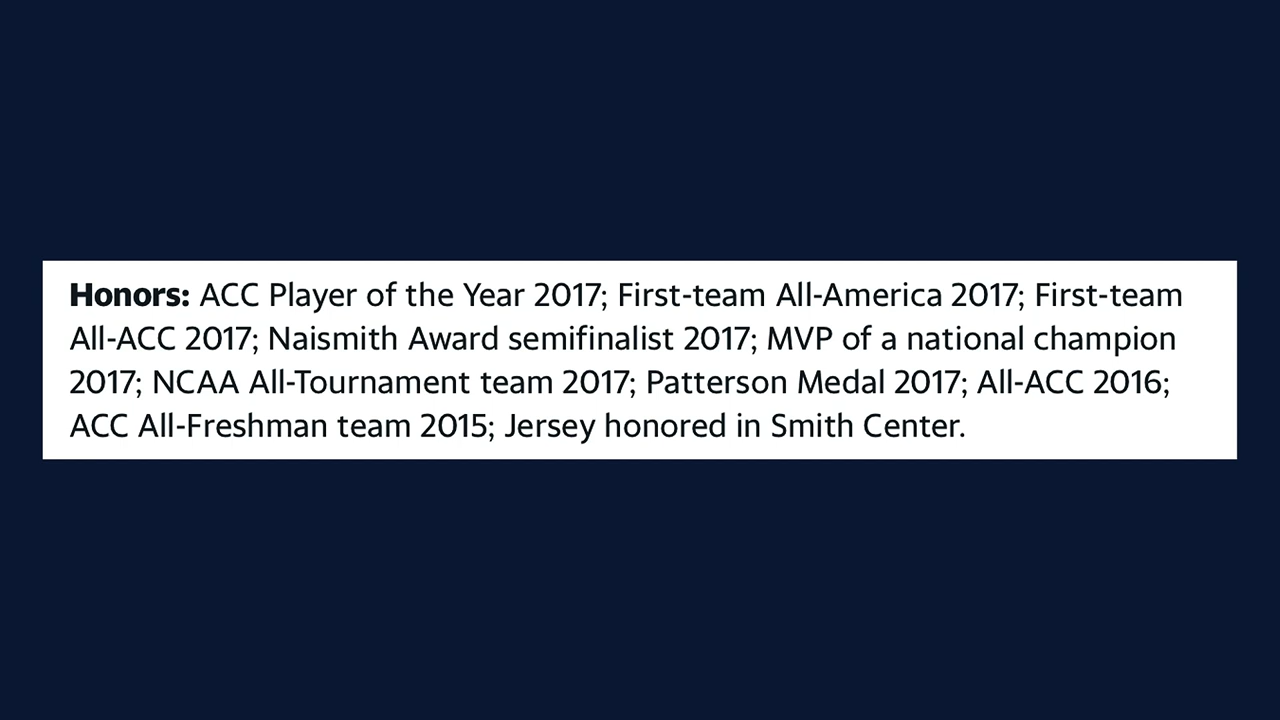 Honors: ACC Player of the Year 2017; First-team All-America 2017; First-team
All-ACC 2017; Naismith Award semifinalist 2017; MVP of a national champion
2017; NCAA All-Tournament team 2017; Patterson Medal 2017; All-ACC 2016;
ACC All-Freshman team 2015; Jersey honored in Smith Center.